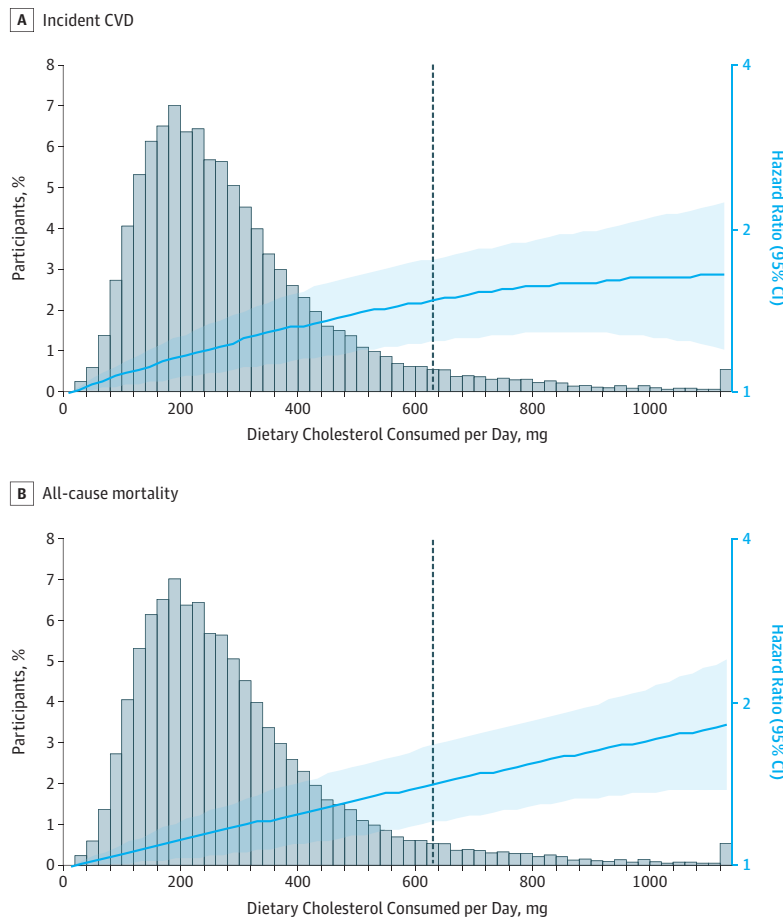 A Incident CVD
8
7
6
5
4
3
2
1
0
Participants, %
4
2
1
Hazard Ratio (95% CI)
0 200 400 600 800 1000
Dietary Cholesterol Consumed per Day, mg
B All-cause mortality
8
7
6
5
4
3
2
1
0
Participants, %
4
2
1
Hazard Ratio (95% CI)
0 200 400 600 800 1000
Dietary Cholesterol Consumed per Day, mg